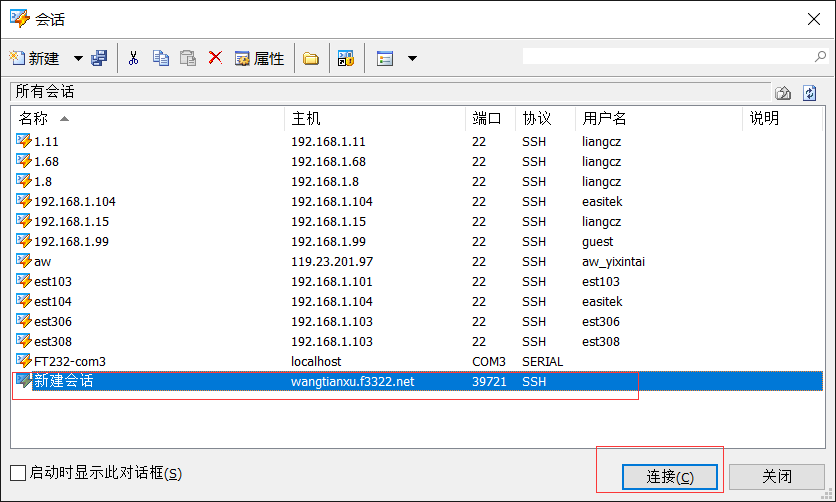 会话
新建 属性
所有会话
名称 主机 端口 协议 用户名 说明
1.11 192.168.1.11 22 SSH liangcz
1.68 192.168.1.68 22 SSH liangcz
1.8 192.168.1.8 22 SSH liangcz
192.168.1.104 192.168.1.104 22 SSH easitek
192.168.1.15 192.168.1.15 22 SSH liangcz
192.168.1.99 192.168.1.99 22 SSH guest
aw 119.23.201.97 22 SSH aw_yixintai
est103 192.168.1.101 22 SSH est103
est104 192.168.1.104 22 SSH easitek
est306 192.168.1.103 22 SSH est306
est308 192.168.1.103 22 SSH est308
FT232-com3 localhost COM3 SERIAL
新建会话 wangtianxu.f3322.net 39721 SSH
启动时显示此对话框(S) 连接(C) 关闭